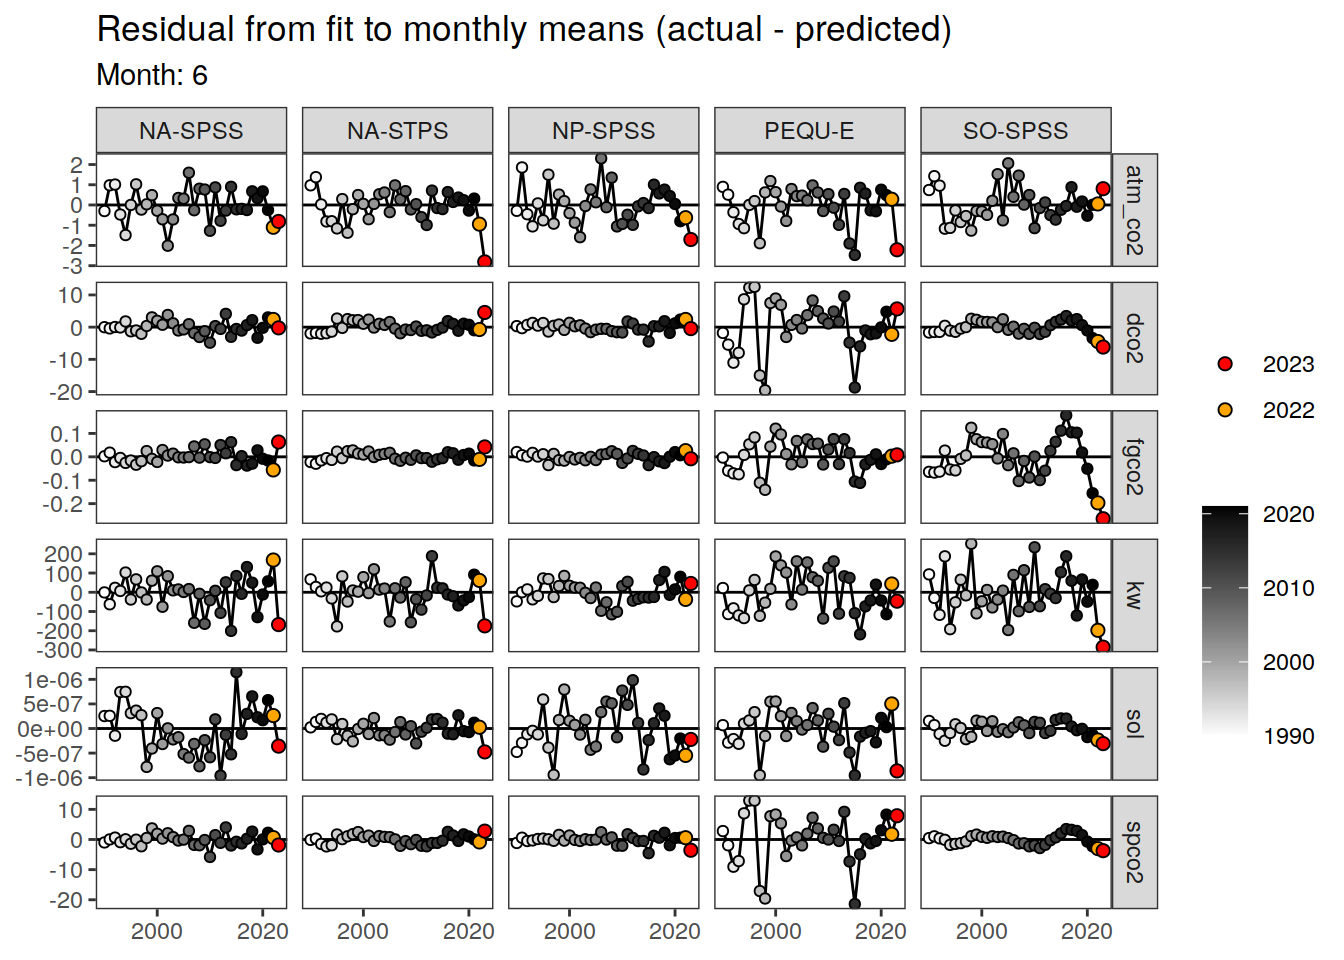 Residual from fit to monthly means (actual - predicted)
Month: 6
NA-SPSS NA-STPS NP-SPSS PEQU-E SO-SPSS
2
1
0
-1
-2
-3
atm_co2
10
0
-10
-20
dco2
0.1
0.0
-0.1
-0.2
fgco2
200
100
0
-100
-200
-300
kw
1e-06
5e-07
0e+00
-5e-07
-1e-06
sol
10
0
-10
-20
spco2
2000 2020 2000 2020 2000 2020 2000 2020 2000 2020
2023
2022
2020
2010
2000
1990